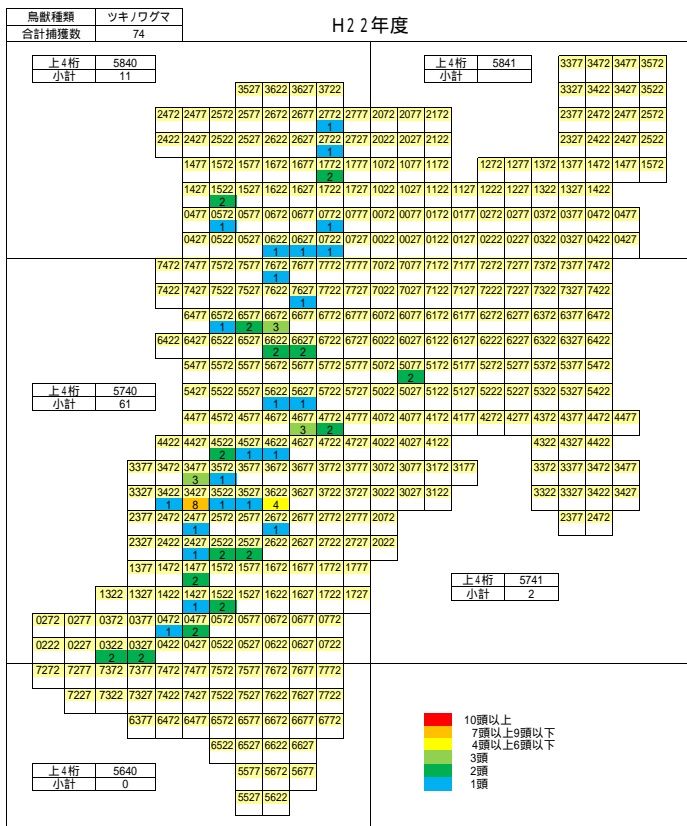 鳥獣種類 ツキノワグマ
合計捕獲数 74
H22年度
上4桁 5840
小計 11
上4桁 5841
小計
3377 3472 3477 3572
3527 3622 3627 3722 3327 3422 3427 3522
2472 2477 2572 2577 2672 2677 2772 2777 2072 2077 2172 2377 2472 2477 2572
1
2422 2427 2522 2527 2622 2627 2722 2727 2022 2027 2122 2327 2422 2427 2522
1
1477 1572 1577 1672 1677 1772 1777 1072 1077 1172 1272 1277 1372 1377 1472 1477 1572
2
1427 1522 1527 1622 1627 1722 1727 1022 1027 1122 1127 1222 1227 1322 1327 1422
2
0477 0572 0577 0672 0677 0772 0777 0072 0077 0172 0177 0272 0277 0372 0377 0472 0477
1 1
0427 0522 0527 0622 0627 0722 0727 0022 0027 0122 0127 0222 0227 0322 0327 0422 0427
1 1 1
7472 7477 7572 7577 7672 7677 7772 7777 7072 7077 7172 7177 7272 7277 7372 7377 7472
1
7422 7427 7522 7527 7622 7627 7722 7727 7022 7027 7122 7127 7222 7227 7322 7327 7422
1
6477 6572 6577 6672 6677 6772 6777 6072 6077 6172 6177 6272 6277 6372 6377 6472
1 2 3
6422 6427 6522 6527 6622 6627 6722 6727 6022 6027 6122 6127 6222 6227 6322 6327 6422
2 2
5477 5572 5577 5672 5677 5772 5777 5072 5077 5172 5177 5272 5277 5372 5377 5472
2
上4桁 5740
小計 61
5427 5522 5527 5622 5627 5722 5727 5022 5027 5122 5127 5222 5227 5322 5327 5422
1 1
4477 4572 4577 4672 4677 4772 4777 4072 4077 4172 4177 4272 4277 4372 4377 4472 4477
3 2
4422 4427 4522 4527 4622 4627 4722 4727 4022 4027 4122 4322 4327 4422
2 1 1
3377 3472 3477 3572 3577 3672 3677 3772 3777 3072 3077 3172 3177 3372 3377 3472 3477
3 1
3327 3422 3427 3522 3527 3622 3627 3722 3727 3022 3027 3122 3322 3327 3422 3427
1 8 1 1 4
2377 2472 2477 2572 2577 2672 2677 2772 2777 2072 2377 2472
1 1
2327 2422 2427 2522 2527 2622 2627 2722 2727 2022
1 2 2
1377 1472 1477 1572 1577 1672 1677 1772 1777
2
上4桁 5741
小計 2
1322 1327 1422 1427 1522 1527 1622 1627 1722 1727
1 2
0272 0277 0372 0377 0472 0477 0572 0577 0672 0677 0772
1 2
0222 0227 0322 0327 0422 0427 0522 0527 0622 0627 0722
2 2
7272 7277 7372 7377 7472 7477 7572 7577 7672 7677 7772
7227 7322 7327 7422 7427 7522 7527 7622 7627 7722
6377 6472 6477 6572 6577 6672 6677 6772
6522 6527 6622 6627
上4桁 5640
小計 0
5577 5672 5677
5527 5622
10頭以上
7頭以上9頭以下
4頭以上6頭以下
3頭
2頭
1頭